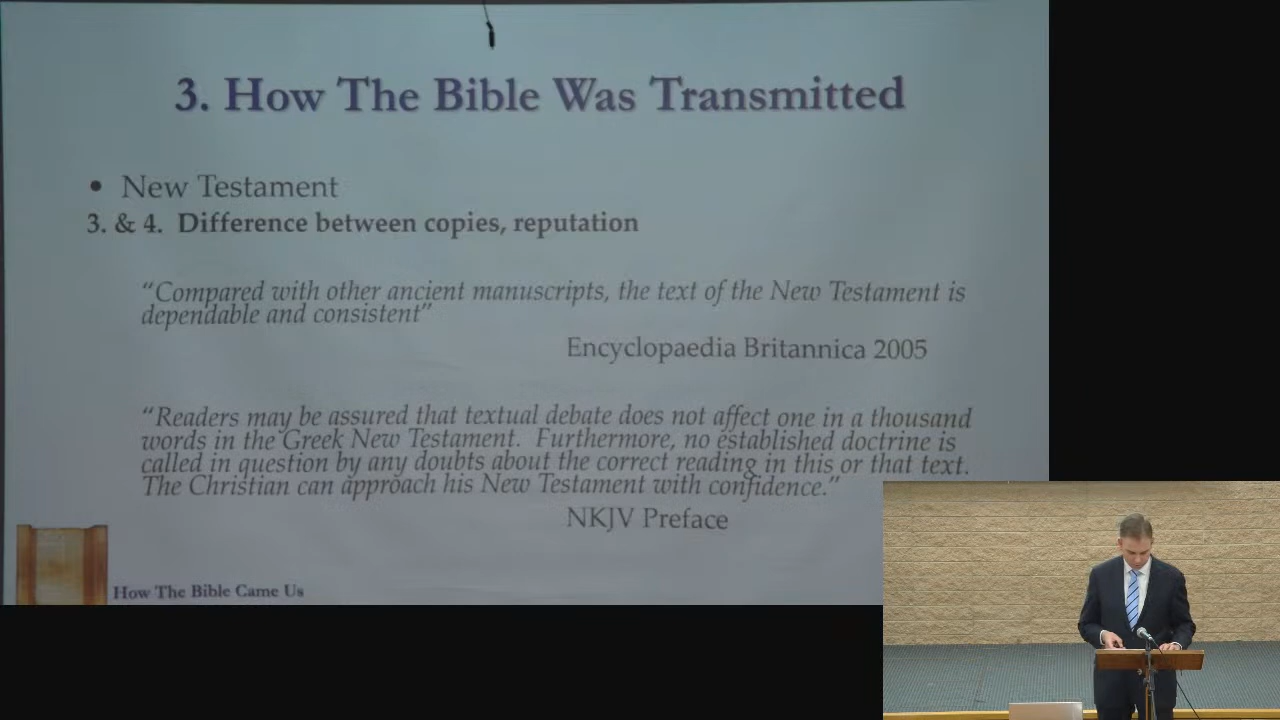 3. How The Bible Was Transmitted
• New Testament
3. & 4. Difference between copies, reputation
“Compared with other ancient manuscripts, the text of the New Testament is
dependable and consistent”
Encyclopaedia Britannica 2005
“Readers may be assured that textual debate does not affect one in a thousand
words in the Greek New Testament. Furthermore, no established doctrine is
called in question by any doubts about the correct reading in this or that text.
The Christian can approach his New Testament with confidence.”
NKJV Preface
How The Bible Came Us